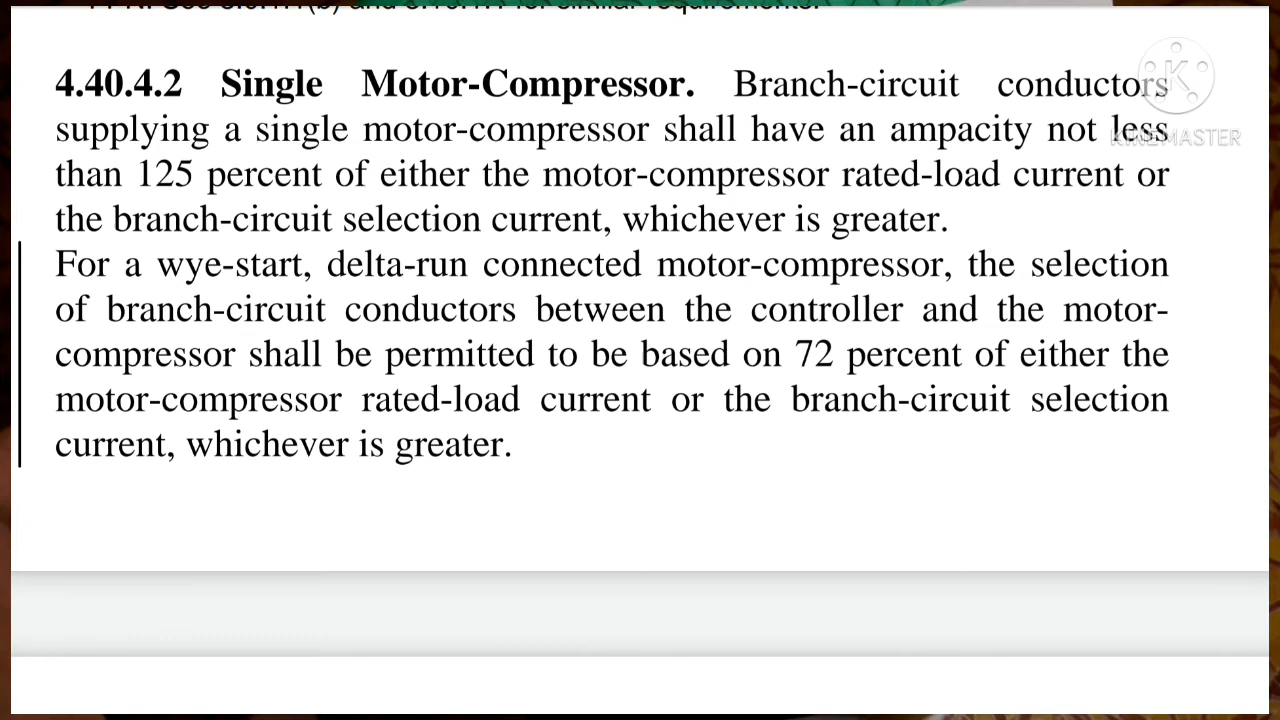 4.40.4.2 Single Motor-Compressor. Branch-circuit conductors
supplying a single motor-compressor shall have an ampacity not less
than 125 percent of either the motor-compressor rated-load current or
the branch-circuit selection current, whichever is greater.
For a wye-start, delta-run connected motor-compressor, the selection
of branch-circuit conductors between the controller and the motor-
compressor shall be permitted to be based on 72 percent of either the
motor-compressor rated-load current or the branch-circuit selection
current, whichever is greater.
K
KINEMASTER